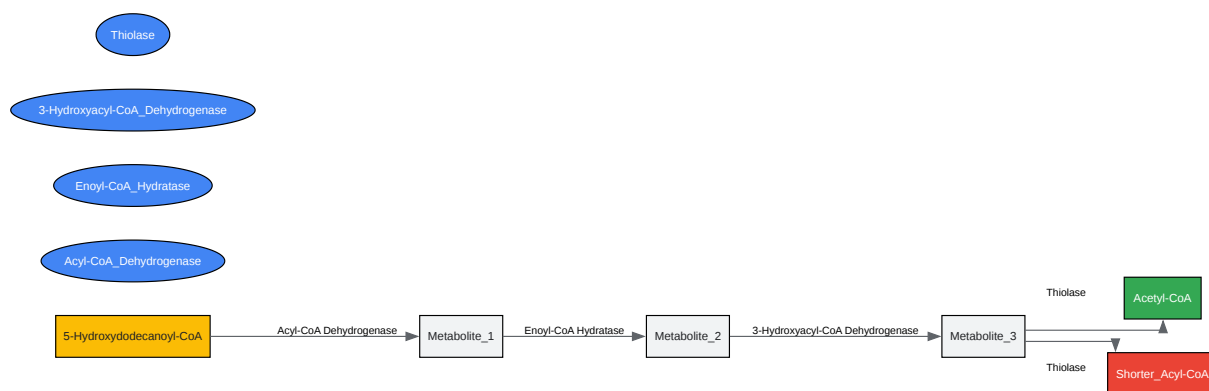 Thiolase
3-Hydroxyacyl-CoA_Dehydrogenase
Enoyl-CoA_Hydratase
Acyl-CoA_Dehydrogenase
5-Hydroxydodecanoyl-CoA
Acyl-CoA Dehydrogenase
Metabolite_1
Enoyl-CoA Hydratase
Metabolite_2
3-Hydroxyacyl-CoA Dehydrogenase
Metabolite_3
Thiolase
Acetyl-CoA
Thiolase
Shorter_Acyl-CoA